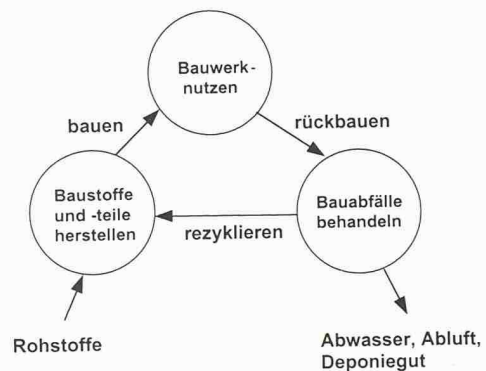 Bauwerk-
nutzen
bauen
rückbauen
Baustoffe
und -teile
herstellen
Bauabfälle
behandeln
rezyklieren
Rohstoffe
Abwasser, Abluft,
Deponiegut